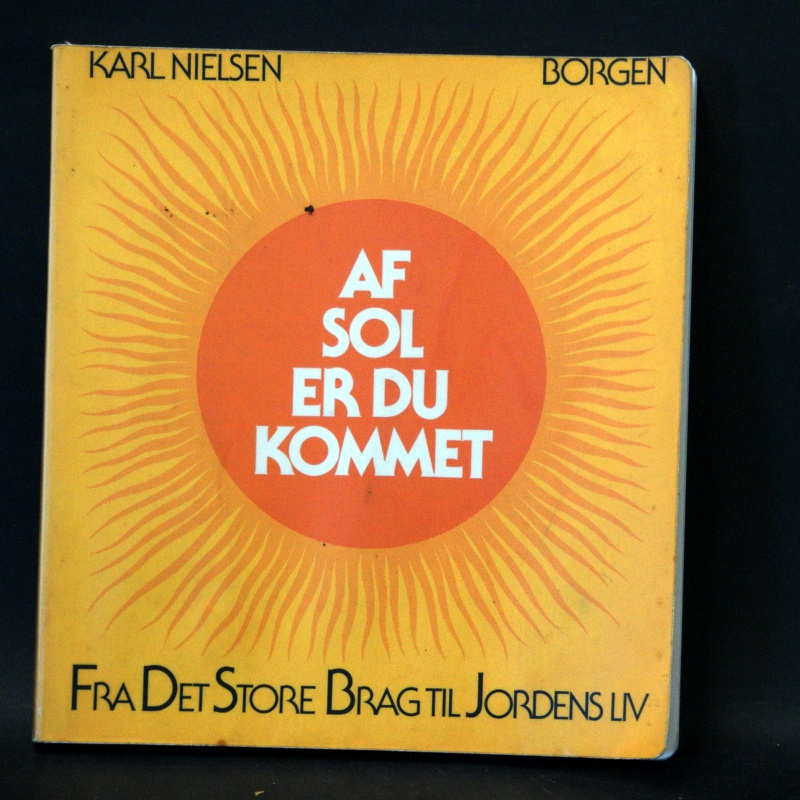 KARL NIELSEN BORGEN
AF
SOL
ER DU
KOMMET
FRA DET STORE BRAG TIL JORDENS LIV